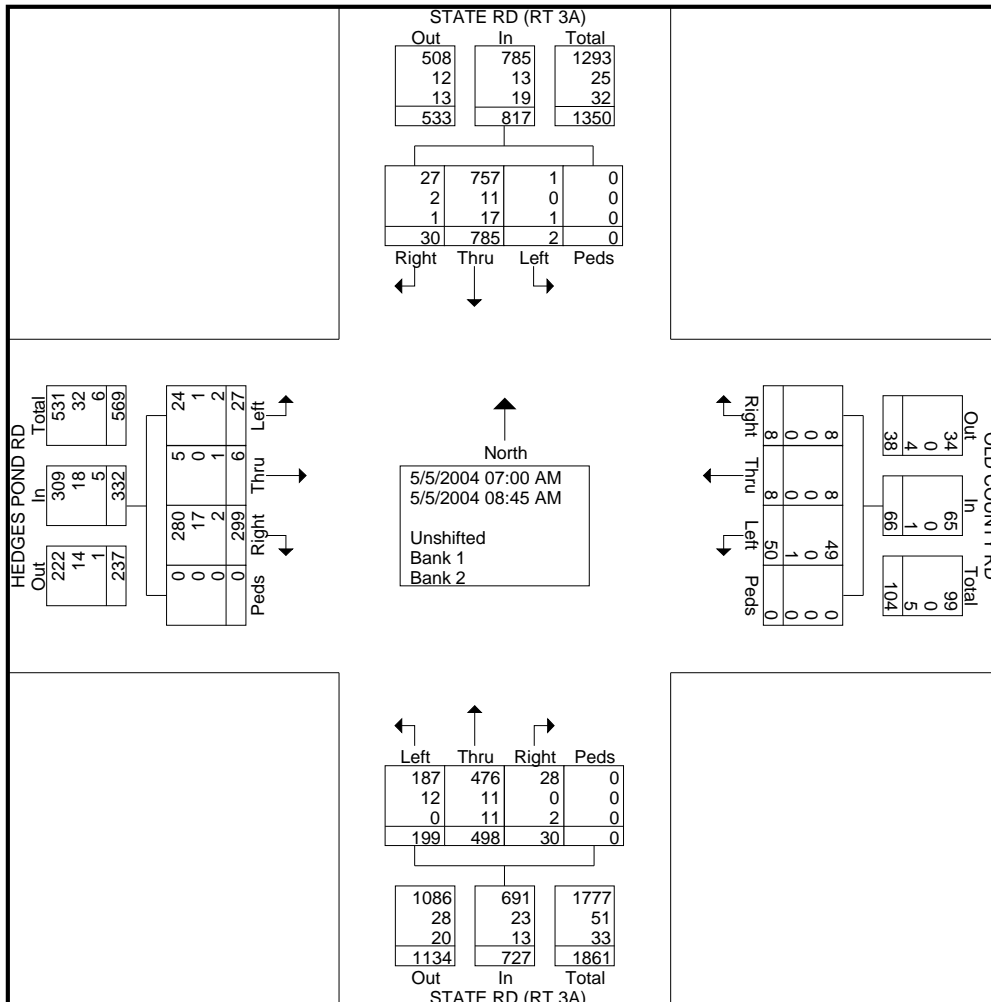 STATE RD (RT 3A)
Out In Total
508 785 1293
12 13 25
13 19 32
533 817 1350
27 757 1 0
2 11 0 0
1 17 1 0
30 785 2 0
Right Thru Left Peds
HEDGES POND RD
Total In Out
531 309 222
32 18 14
6 5 1
569 332 237
24 5 280 0
1 0 17 0
2 1 2 0
27 6 299 0
Left Thru Right Peds
North
5/5/2004 07:00 AM
5/5/2004 08:45 AM
Unshifted
Bank 1
Bank 2
OLD COUNTY RD
Out In Total
34 65 99
0 0 0
4 1 5
38 66 104
8 8 49 0
0 0 0 0
0 0 1 0
8 8 50 0
Right Thru Left Peds
Left Thru Right Peds
187 476 28 0
12 11 0 0
0 11 2 0
199 498 30 0
1086 691 1777
28 23 51
20 13 33
1134 727 1861
Out In Total
STATE RD (RT 3A)